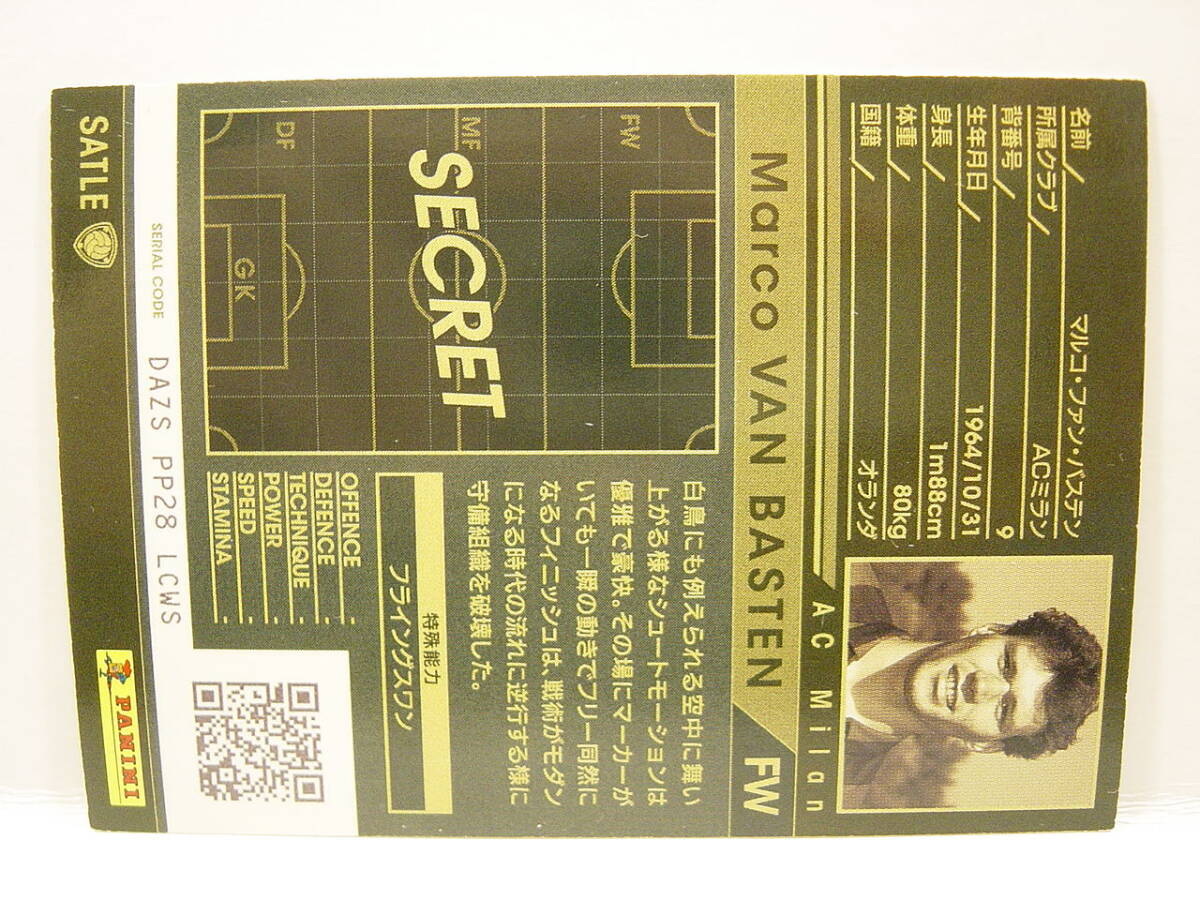 名前 マルコ・ファン・バステン
所属クラブ ACミラン
背番号 9
生年月日 1964/10/31
身長 1m88cm
体重 80kg
国籍 オランダ
AC Milan
Marco VAN BASTEN
FW
FW
MF
DF
GK
SECRET
白鳥にも例えられる空中に舞い
上がる様なシュートモーションは
優雅で豪快。その場にマーカーが
いても一瞬の動きでフリー同然に
なるフィニッシュは、戦術がモダン
になる時代の流れに逆行する様に
守備組織を破壊した。
特殊能力
フライングスワン
OFFENCE -
DEFENCE -
TECHNIQUE -
POWER -
SPEED -
STAMINA -
SERIAL CODE
DAZS PP28 LCWS
SATLE
PANINI